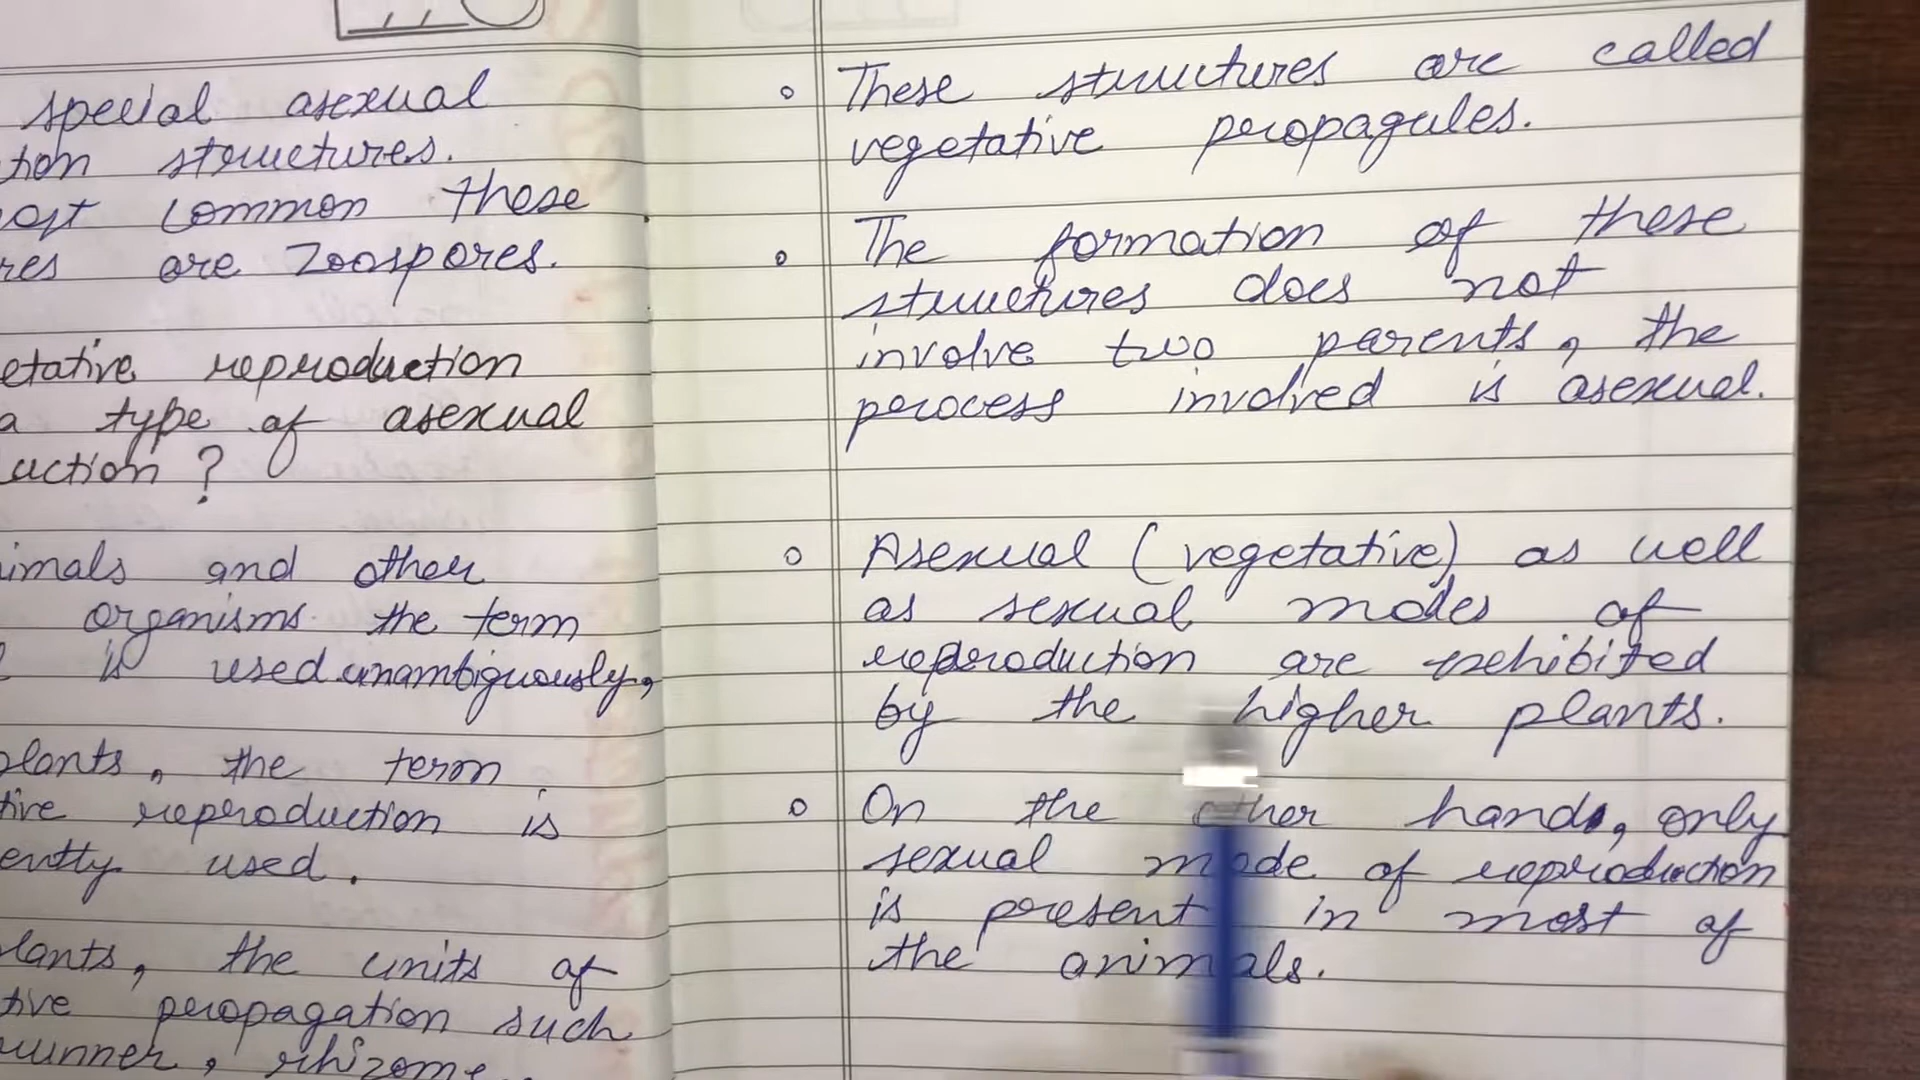 special asexual
tion structures.
ost common these
res are zoospores.
etative reproduction
a type of asexual
uction ?
imals and other
organisms the term
is used unambiguously,
plants, the term
tive reproduction is
ently used.
lants, the units of
tive propagation such
runner, rhizome
These structures are called
vegetative propagules.
The formation of these
structures does not
involve two parents, the
process involved is asexual.
Asexual (vegetative) as well
as sexual modes of
reproduction are exhibited
by the higher plants.
On the other hand, only
sexual mode of reproduction
is present in most of
the animals.